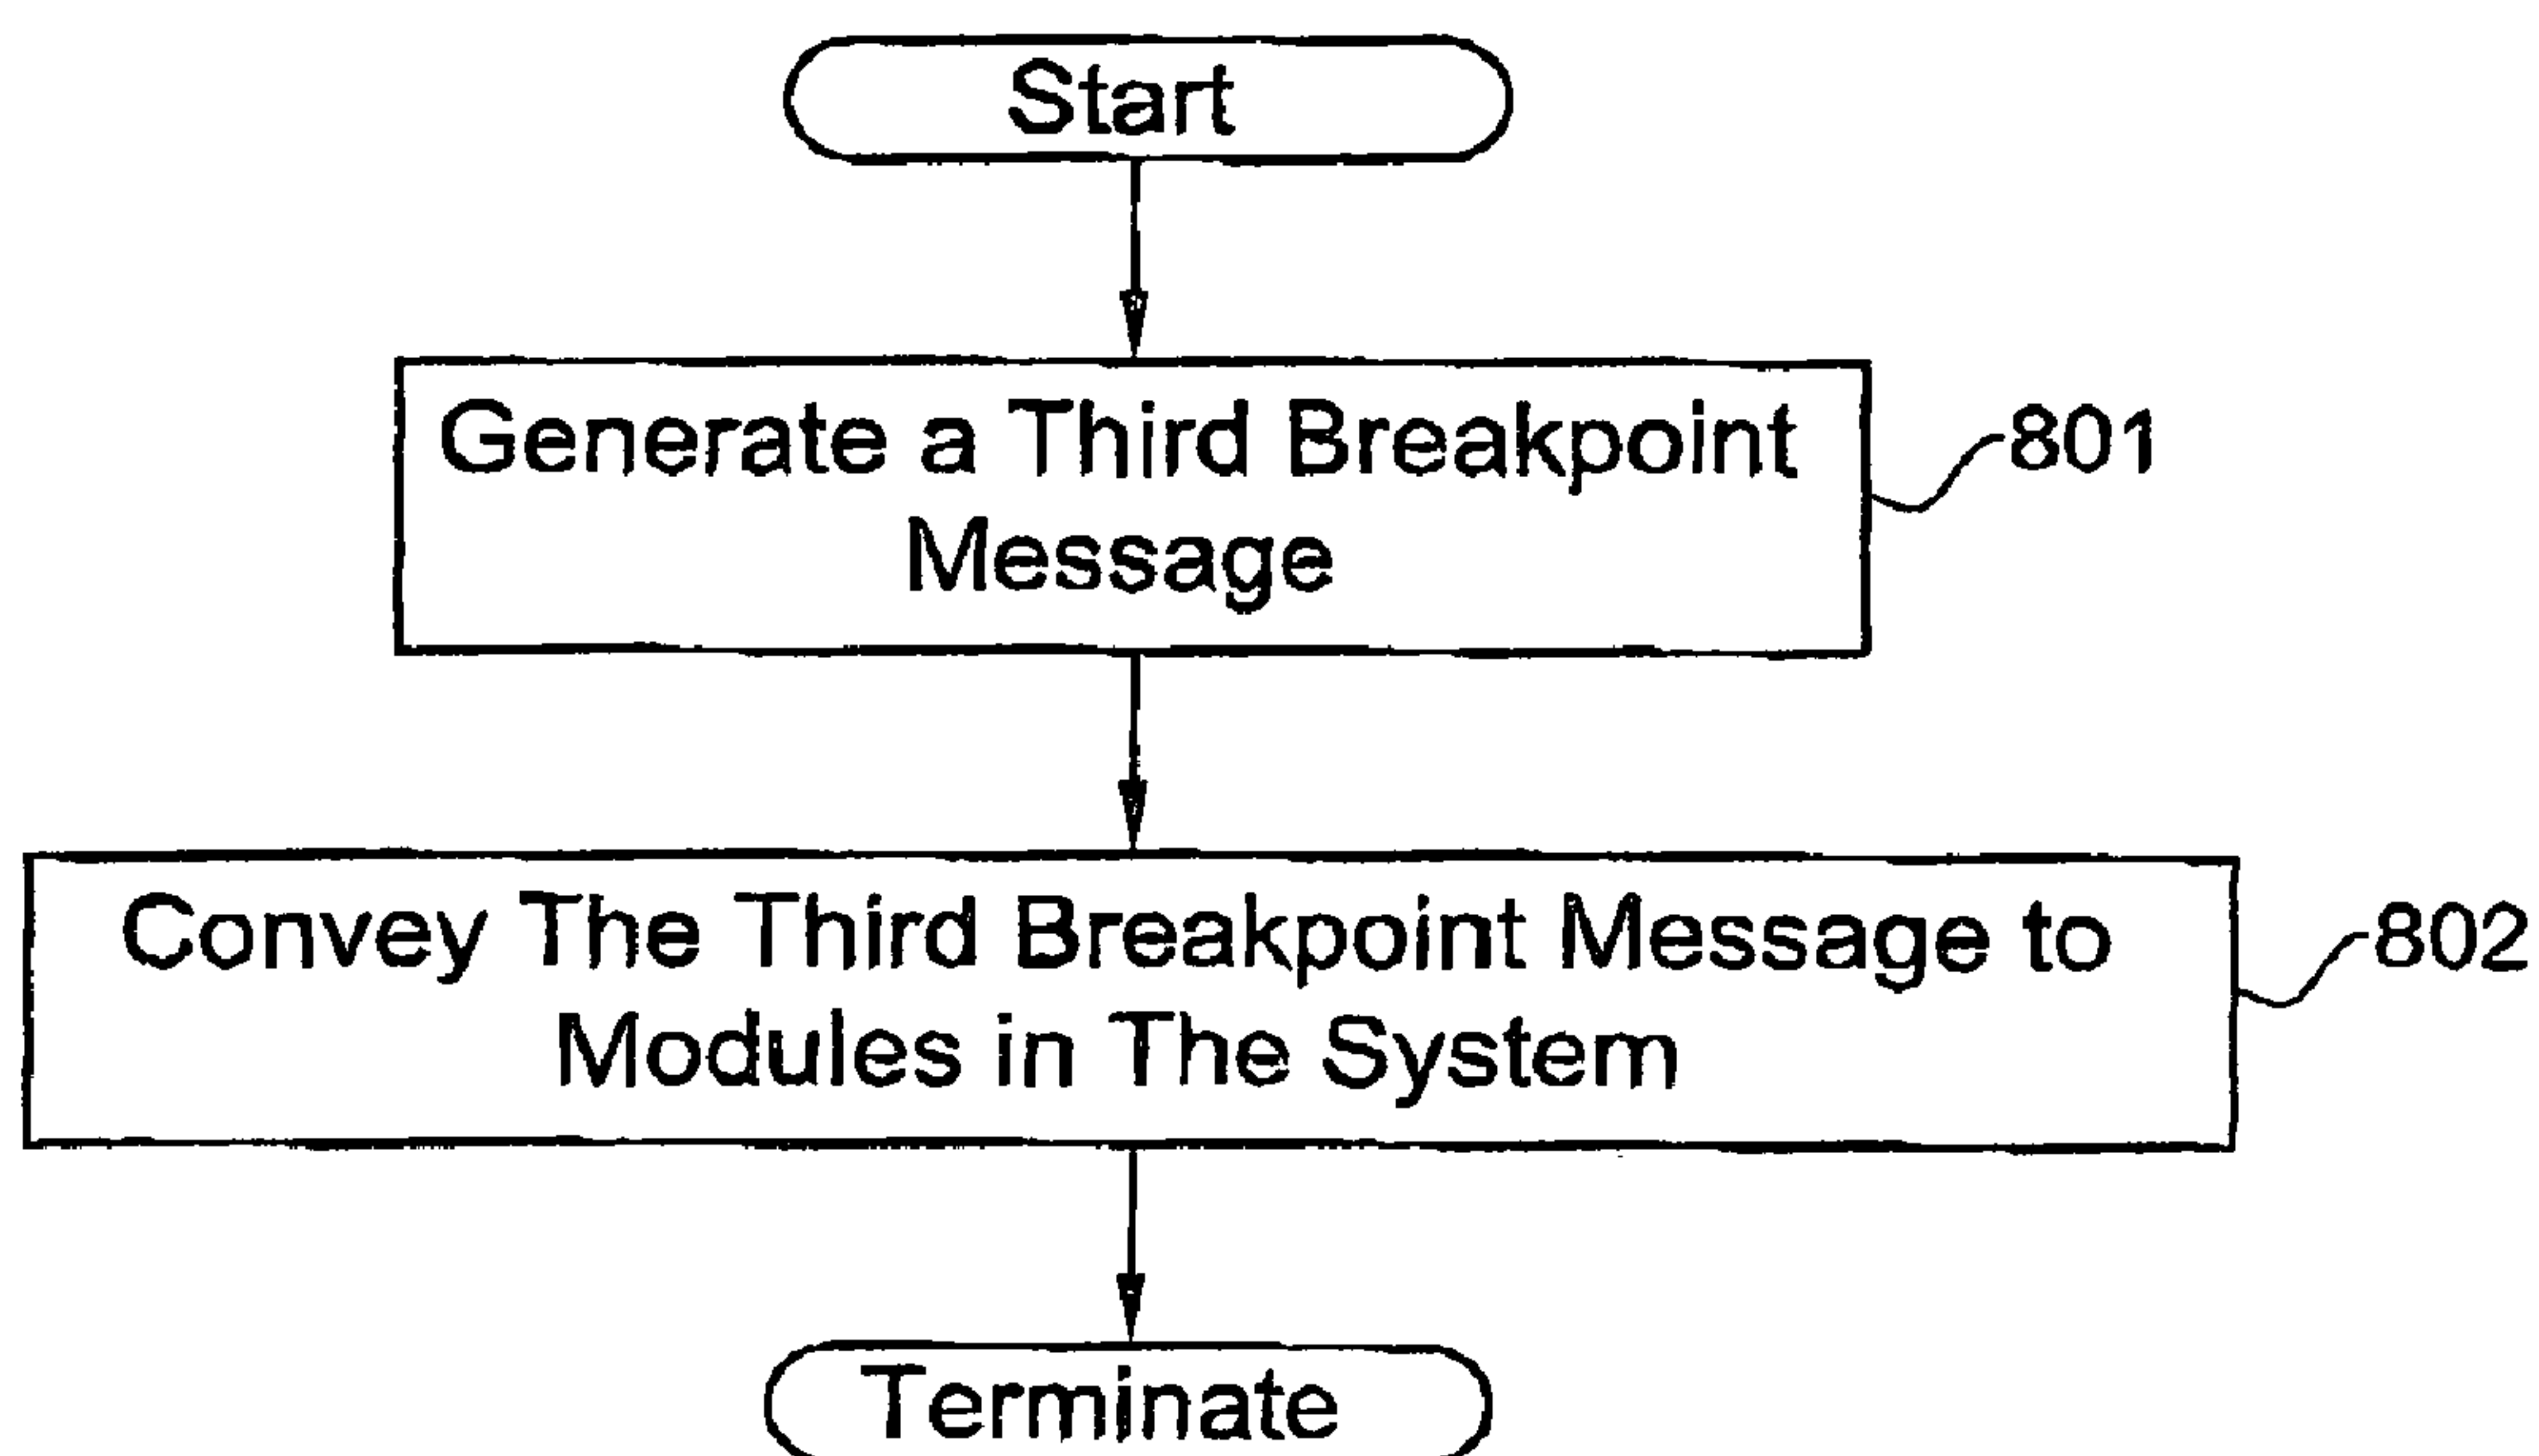 Start
Generate a Third Breakpoint
Message
801
Convey The Third Breakpoint Message to
Modules in The System
802
Terminate